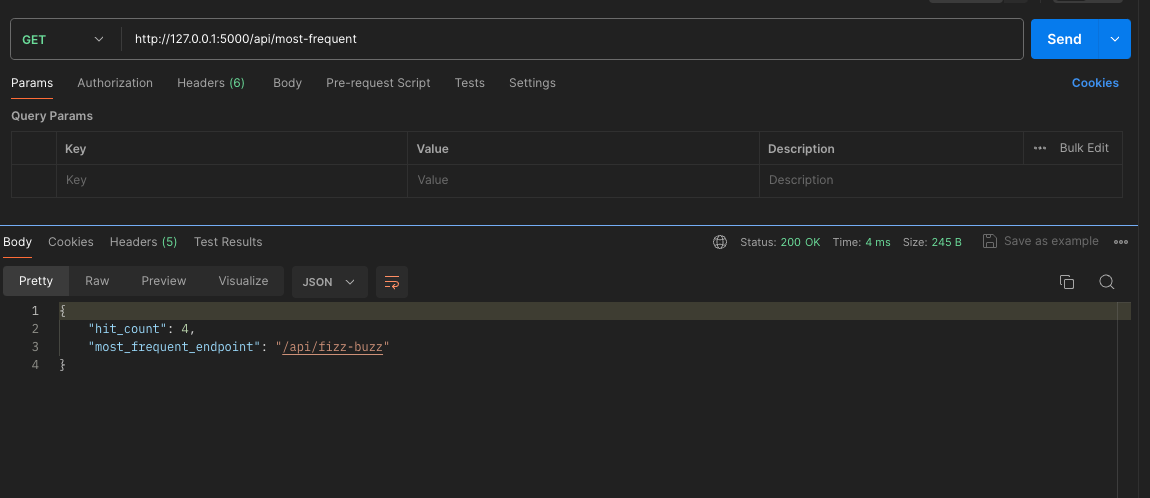 GET http://127.0.0.1:5000/api/most-frequent Send
Params Authorization Headers (6) Body Pre-request Script Tests Settings Cookies
Query Params
Key Value Description ••• Bulk Edit
Key Value Description
Body Cookies Headers (5) Test Results Status: 200 OK Time: 4 ms Size: 245 B Save as example •••
Pretty Raw Preview Visualize JSON
1 {
2 "hit_count": 4,
3 "most_frequent_endpoint": "/api/fizz-buzz"
4 }